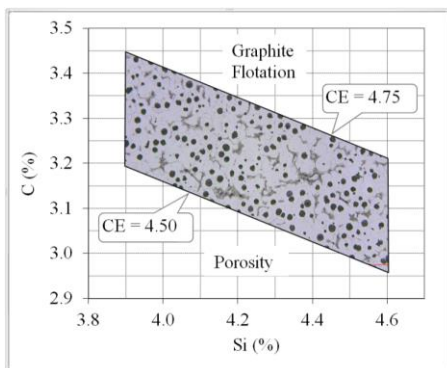 3.5
3.4
3.3
3.2
3.1
3.0
2.9
C (%)
Graphite
Flotation
CE = 4.75
CE = 4.50
Porosity
3.8
4.0
4.2
4.4
4.6
Si (%)